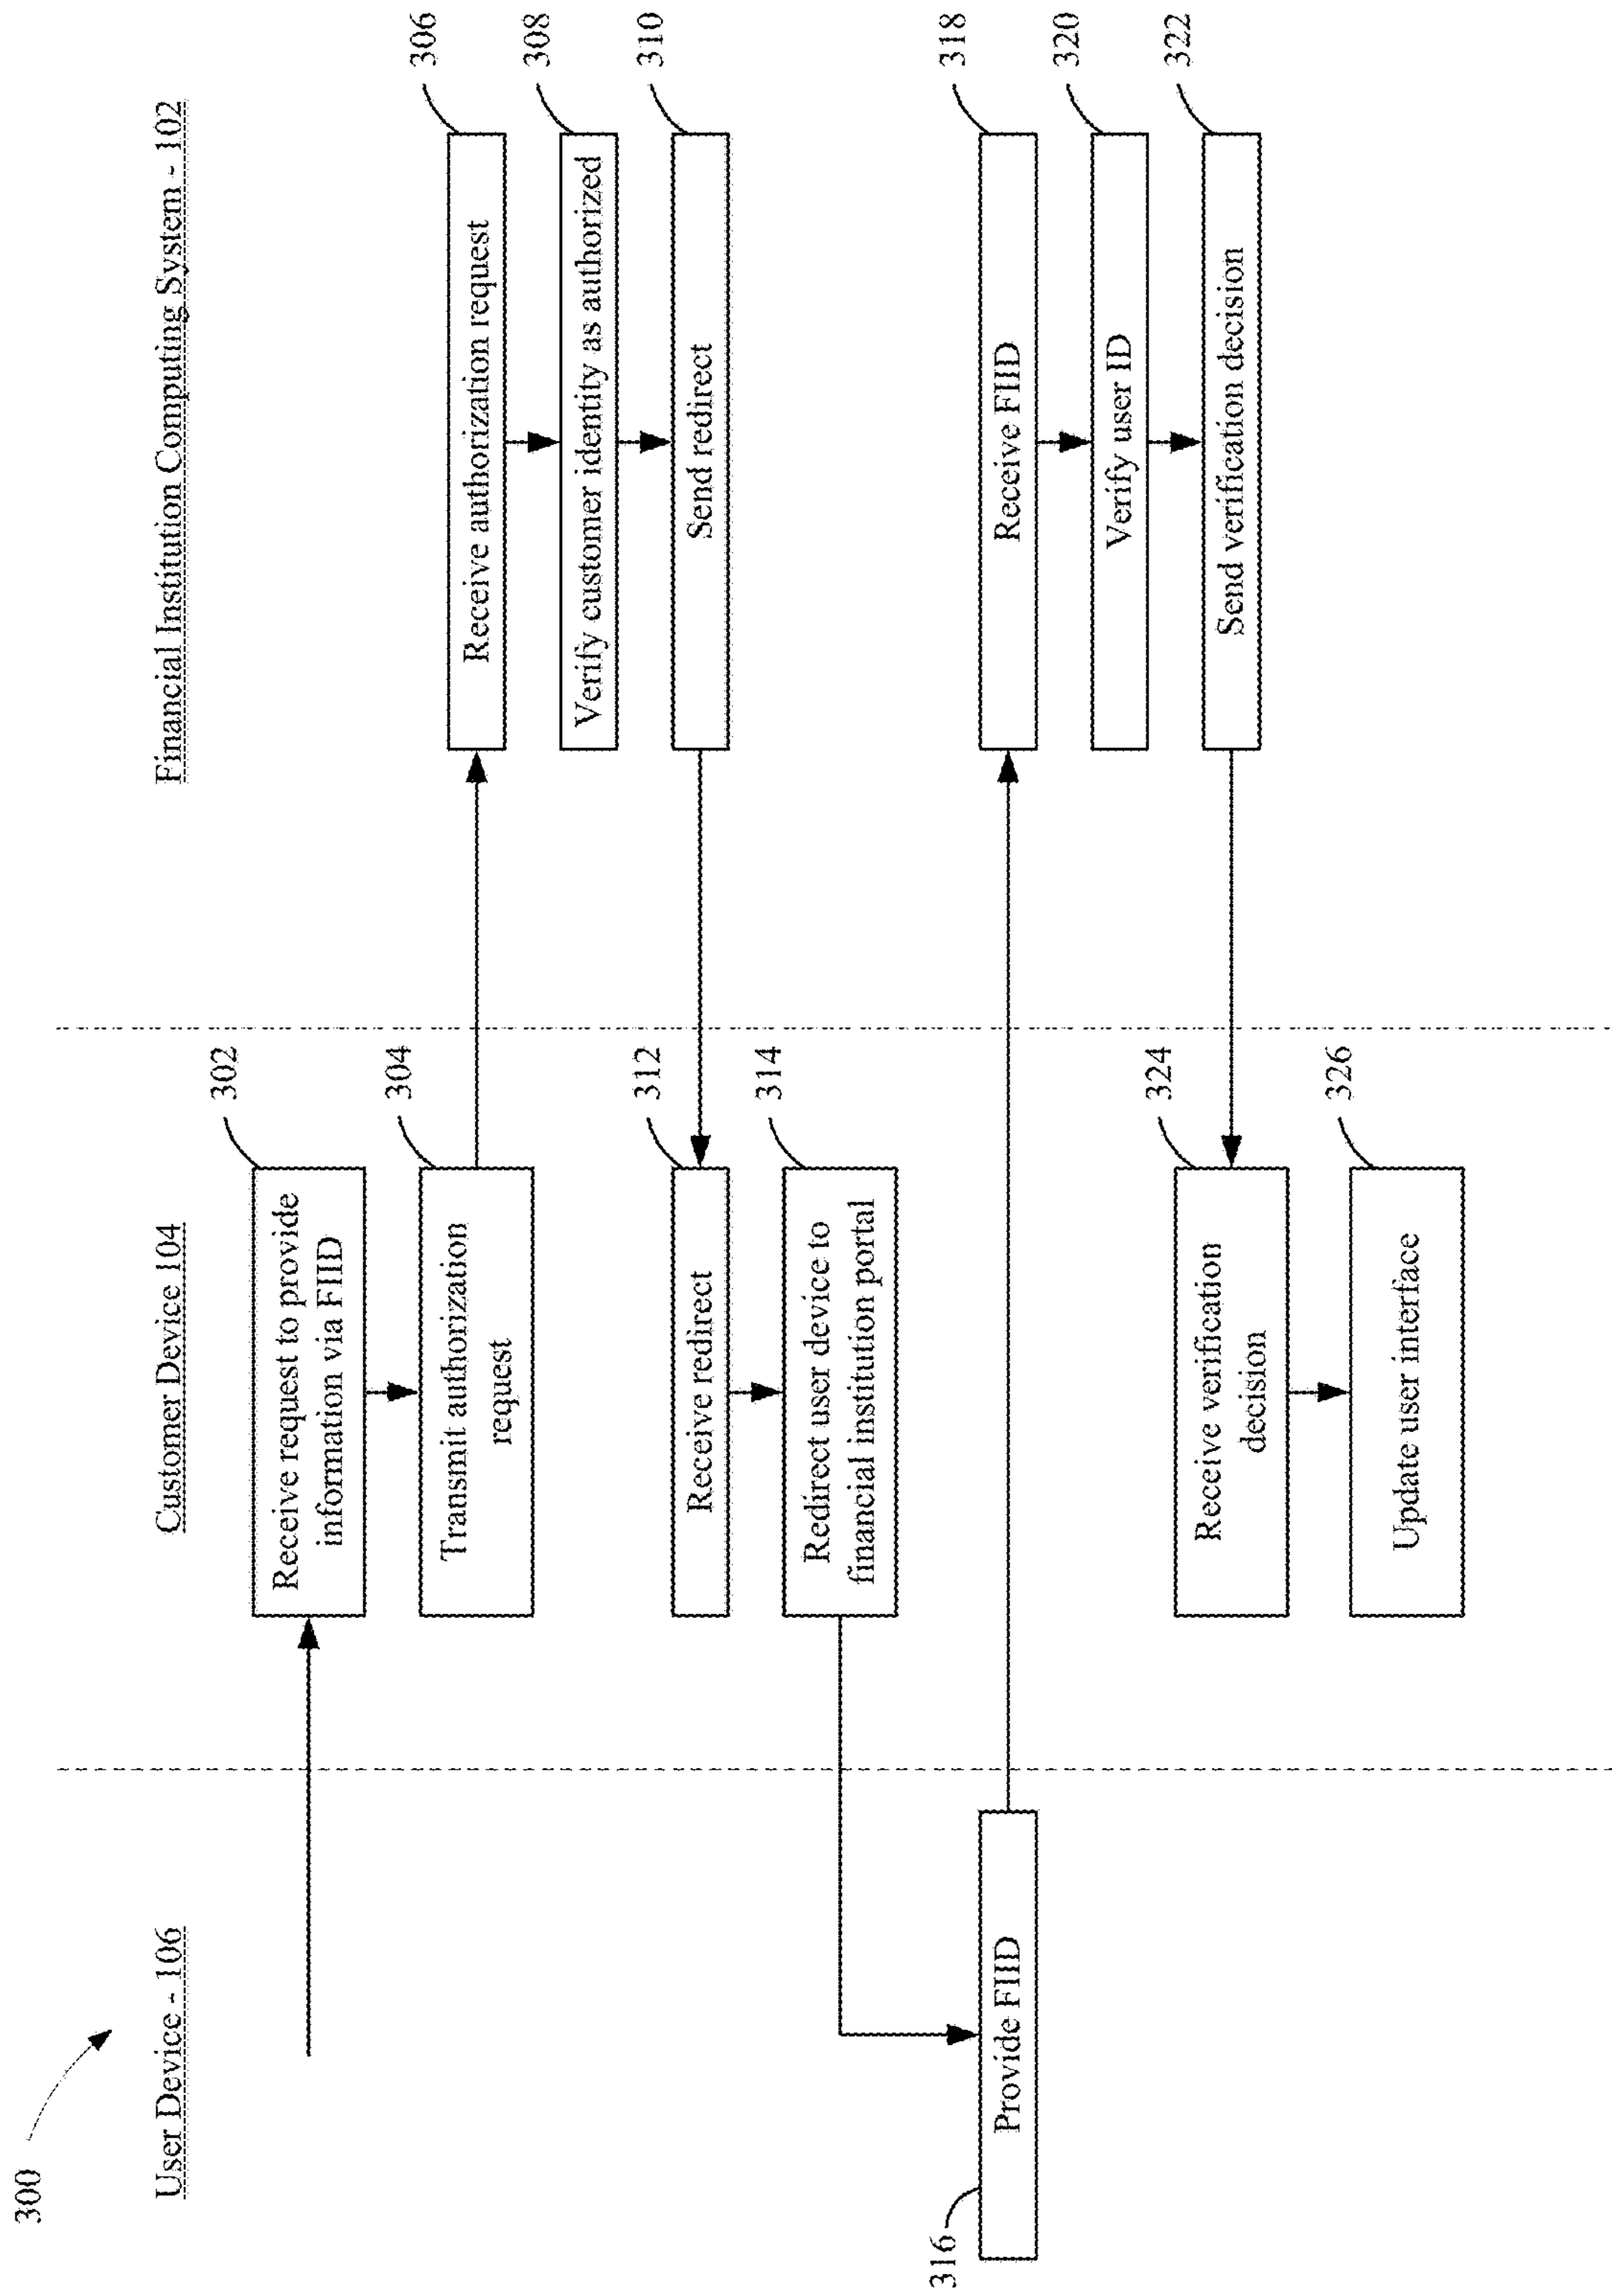 300
User Device - 106
Customer Device 104
Financial Institution Computing System - 102
302
Receive request to provide
information via FIID
304
Transmit authorization
request
306
Receive authorization request
308
Verify customer identity as authorized
310
Send redirect
312
Receive redirect
314
Redirect user device to
financial institution portal
316
Provide FIID
318
Receive FIID
320
Verify user ID
322
Send verification decision
324
Receive verification
decision
326
Update user interface